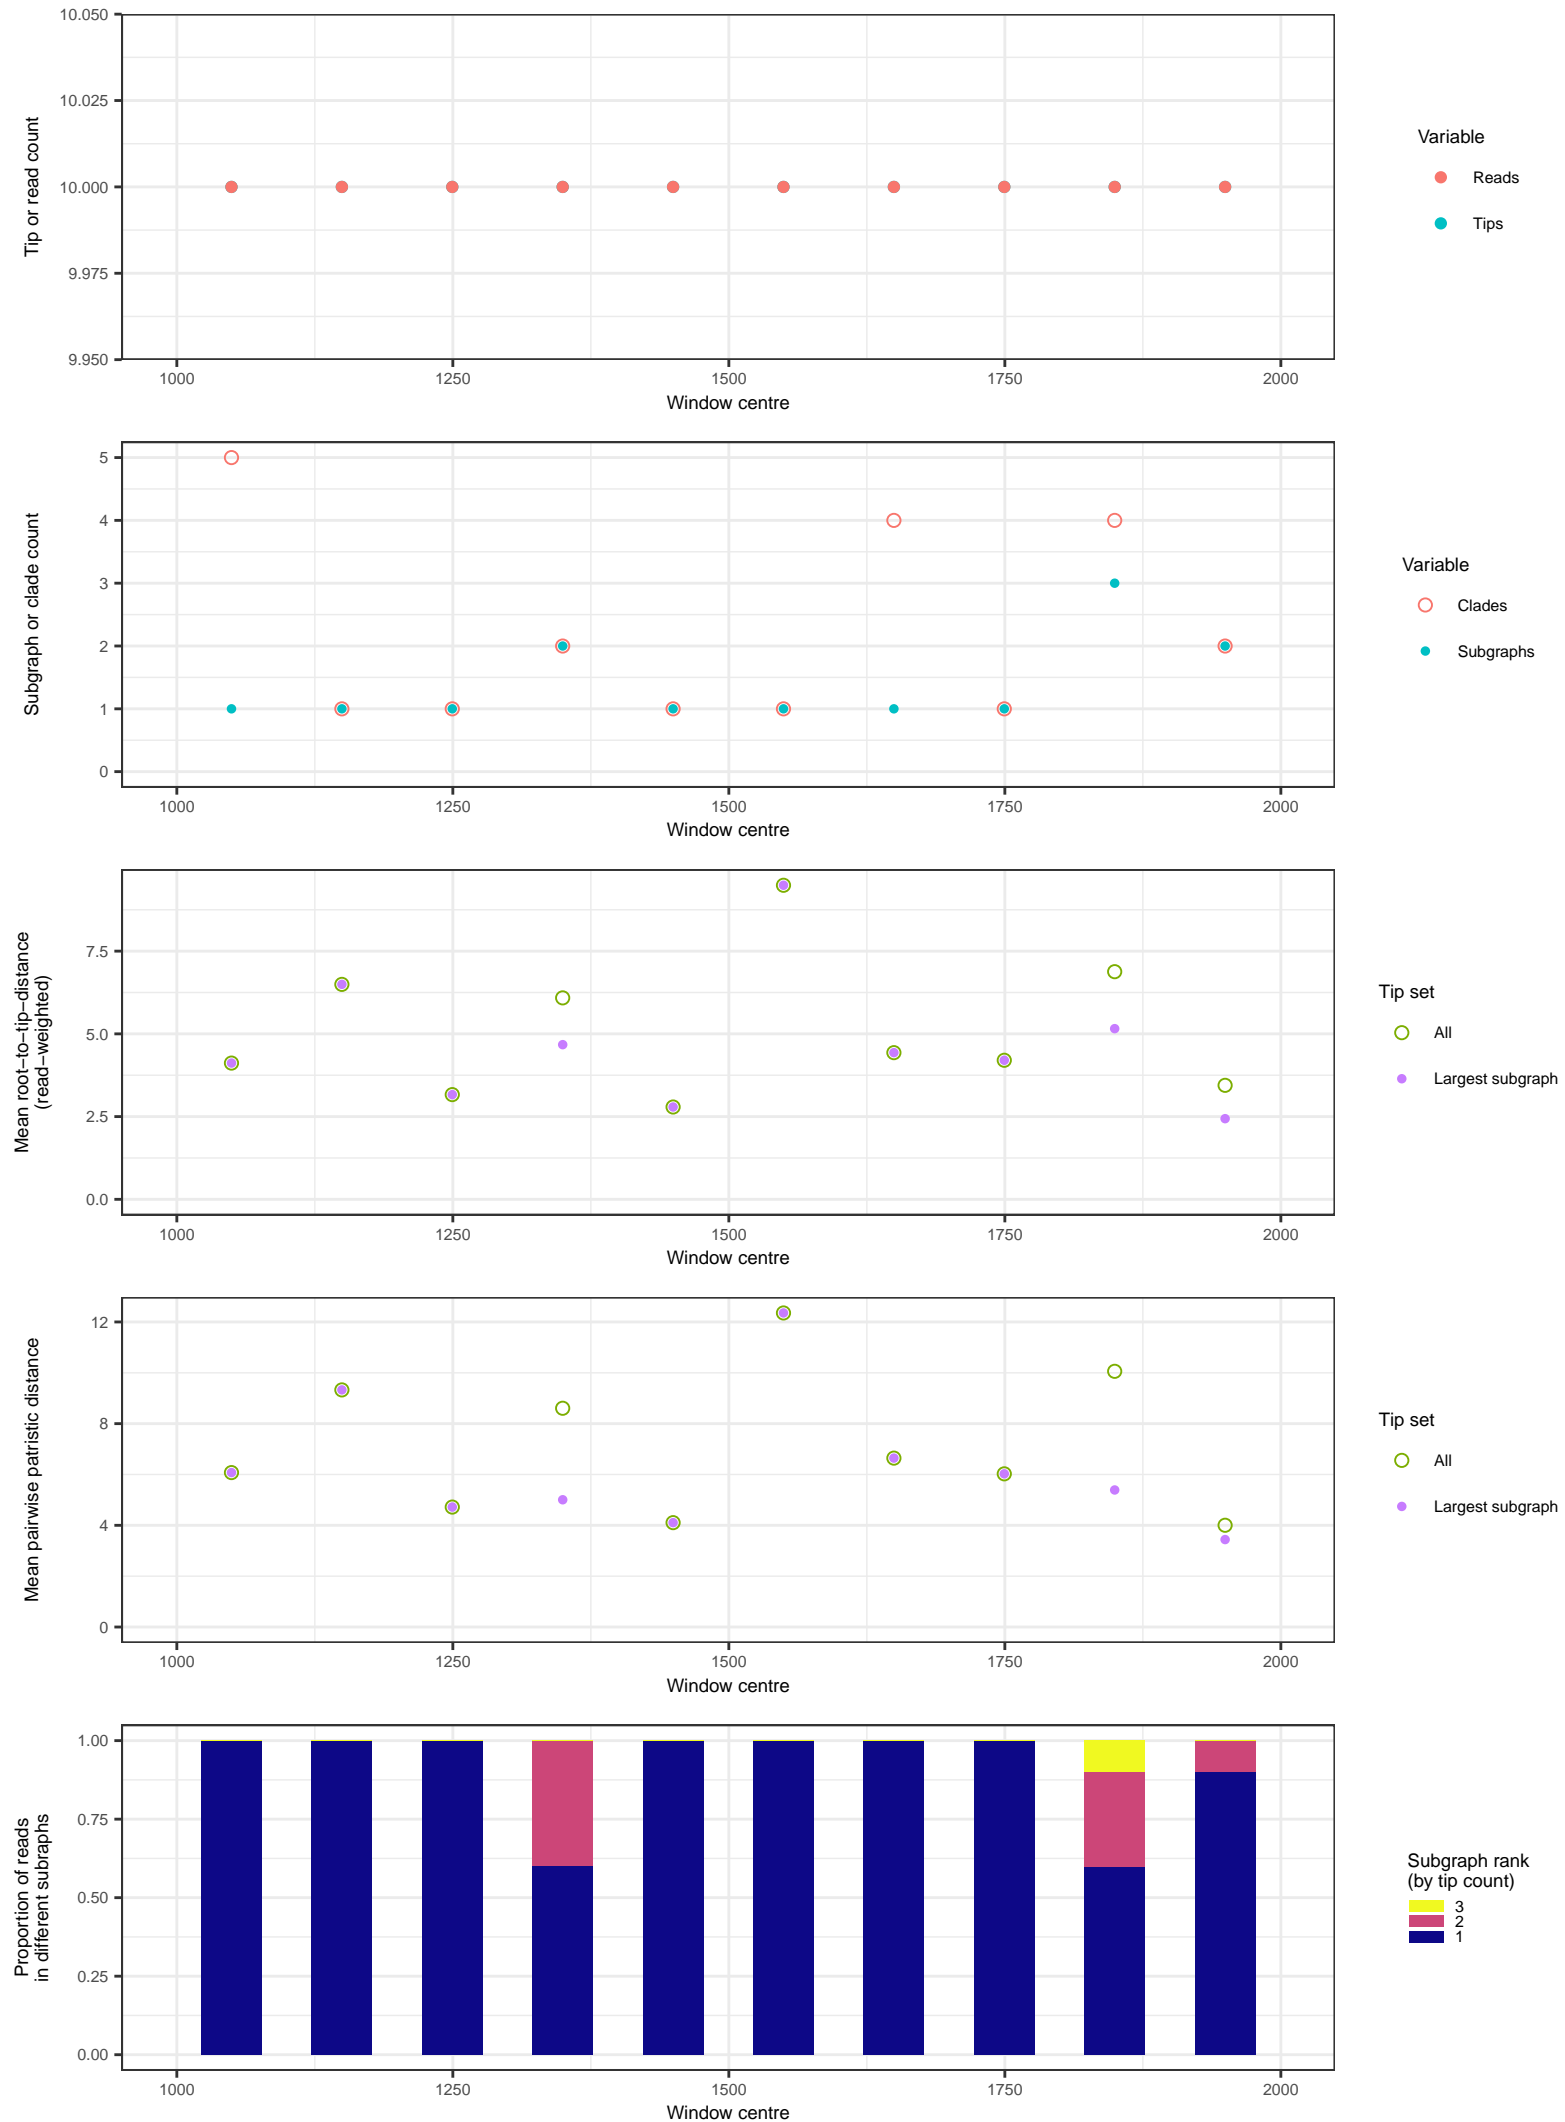 10.050
10.025
10.000
9.975
9.950
Tip or read count
1000 1250 1500 1750 2000
Window centre
Variable
Reads
Tips
5
4
3
2
1
0
Subgraph or clade count
1000 1250 1500 1750 2000
Window centre
Variable
Clades
Subgraphs
7.5
5.0
2.5
0.0
Mean root−to−tip−distance
(read−weighted)
1000 1250 1500 1750 2000
Window centre
Tip set
All
Largest subgraph
12
8
4
0
Mean pairwise patristic distance
1000 1250 1500 1750 2000
Window centre
Tip set
All
Largest subgraph
1.00
0.75
0.50
0.25
0.00
Proportion of reads
in different subraphs
1000 1250 1500 1750 2000
Window centre
Subgraph rank
(by tip count)
3
2
1